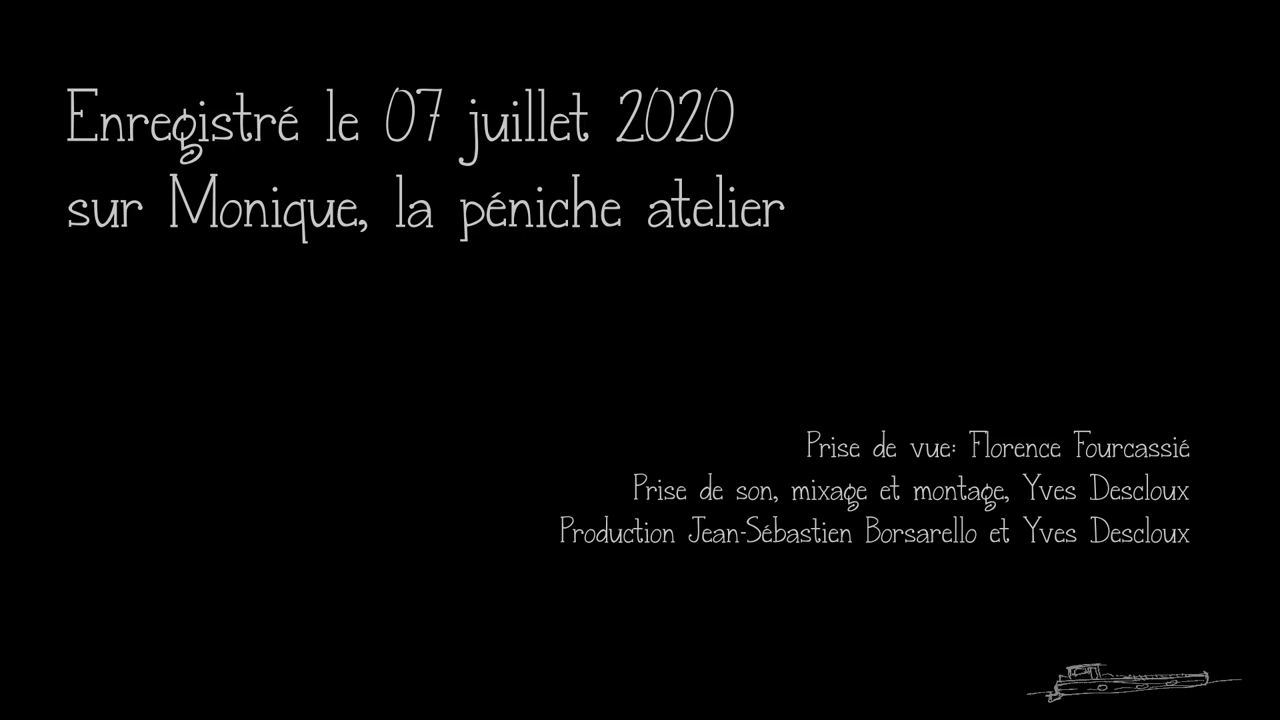 Enregistré le 07 juillet 2020
sur Monique, la péniche atelier
Prise de vue: Florence Fourcassié
Prise de son, mixage et montage, Yves Descloux
Production Jean-Sébastien Borsarello et Yves Descloux